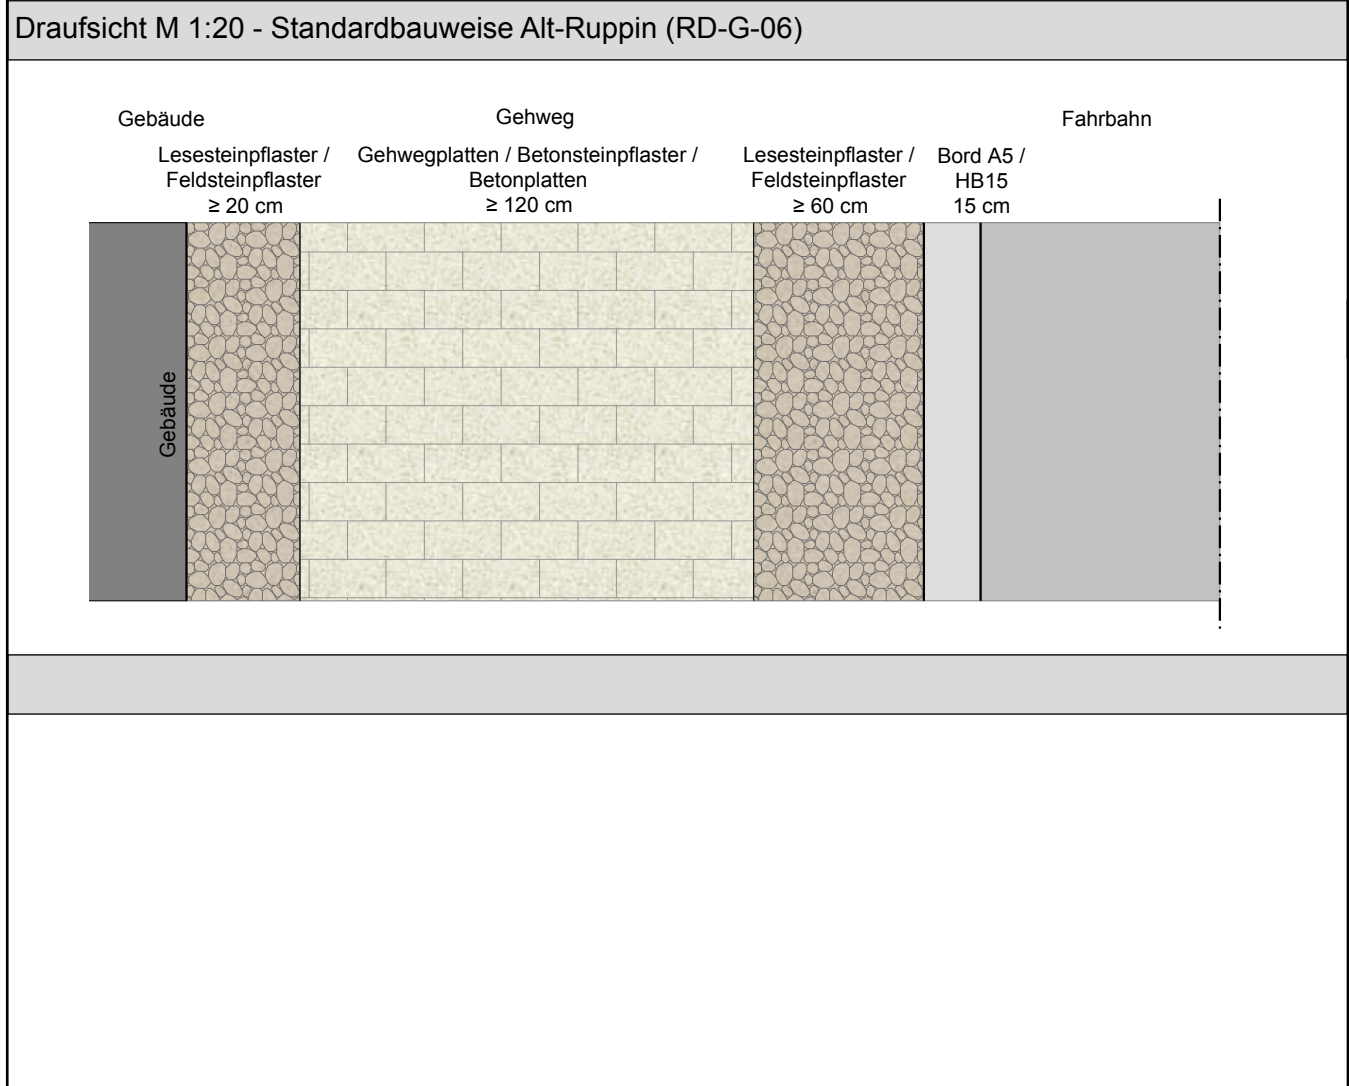 Draufsicht M 1:20 - Standardbauweise Alt-Ruppin (RD-G-06)
Gebäude
Gehweg
Fahrbahn
Lesesteinpflaster /
Feldsteinpflaster
≥ 20 cm
Gehwegplatten / Betonsteinpflaster /
Betonplatten
≥ 120 cm
Lesesteinpflaster /
Feldsteinpflaster
≥ 60 cm
Bord A5 /
HB15
15 cm
Gebäude